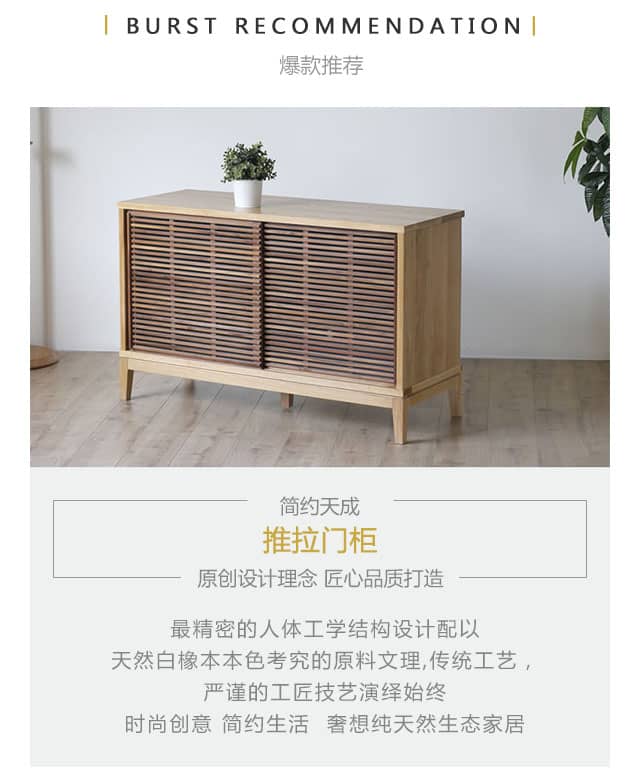 BURST RECOMMENDATION
爆款推荐
简约天成
推拉门柜
原创设计理念 匠心品质打造
最精密的人体工学结构设计配以
天然白橡本本色考究的原料文理,传统工艺，
严谨的工匠技艺演绎始终
时尚创意 简约生活 奢想纯天然生态家居